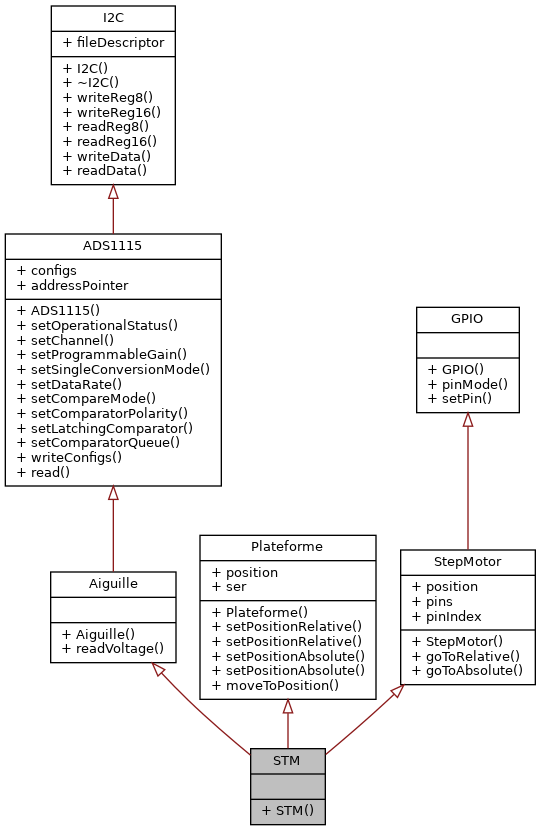 I2C
+ fileDescriptor
+ I2C()
+ ~I2C()
+ writeReg8()
+ writeReg16()
+ readReg8()
+ readReg16()
+ writeData()
+ readData()
ADS1115
+ configs
+ addressPointer
+ ADS1115()
+ setOperationalStatus()
+ setChannel()
+ setProgrammableGain()
+ setSingleConversionMode()
+ setDataRate()
+ setCompareMode()
+ setComparatorPolarity()
+ setLatchingComparator()
+ setComparatorQueue()
+ writeConfigs()
+ read()
GPIO
+ GPIO()
+ pinMode()
+ setPin()
Aiguille
+ Aiguille()
+ readVoltage()
Plateforme
+ position
+ ser
+ Plateforme()
+ setPositionRelative()
+ setPositionRelative()
+ setPositionAbsolute()
+ setPositionAbsolute()
+ moveToPosition()
StepMotor
+ position
+ pins
+ pinIndex
+ StepMotor()
+ goToRelative()
+ goToAbsolute()
STM
+ STM()